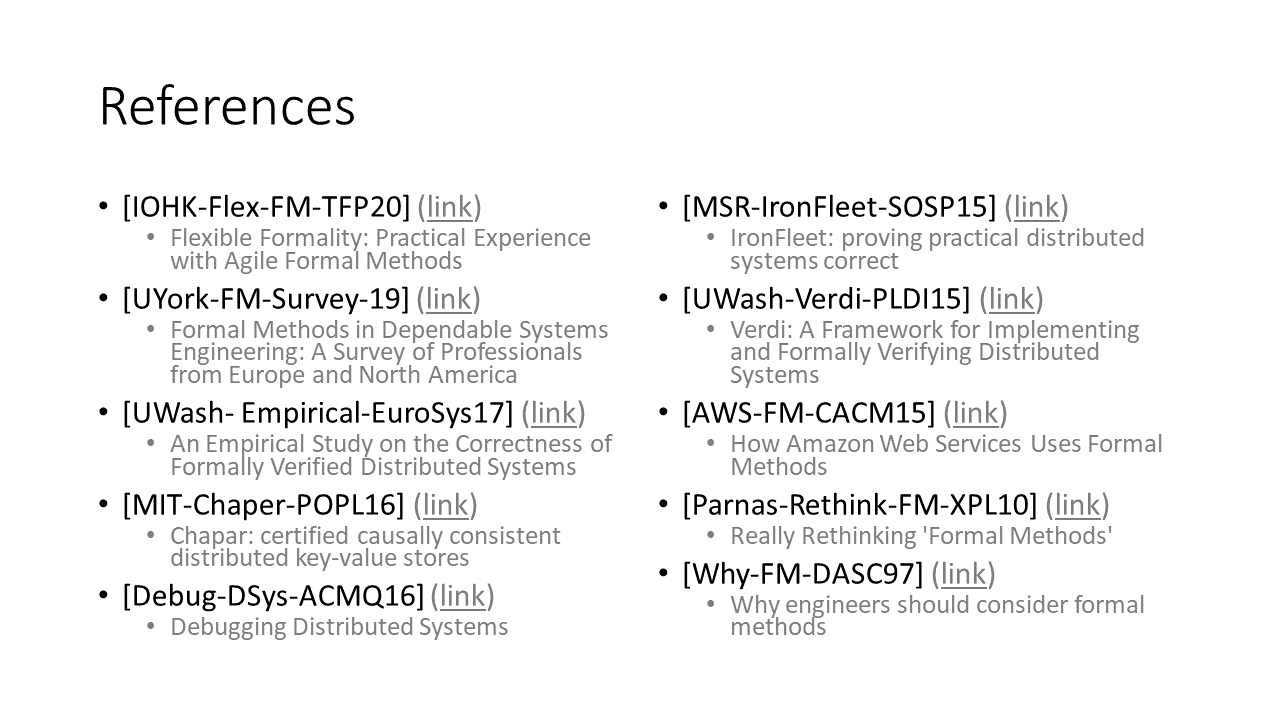 References
• [IOHK-Flex-FM-TFP20] (link)
• Flexible Formality: Practical Experience
with Agile Formal Methods
• [UYork-FM-Survey-19] (link)
• Formal Methods in Dependable Systems
Engineering: A Survey of Professionals
from Europe and North America
• [UWash- Empirical-EuroSys17] (link)
• An Empirical Study on the Correctness of
Formally Verified Distributed Systems
• [MIT-Chaper-POPL16] (link)
• Chapar: certified causally consistent
distributed key-value stores
• [Debug-DSys-ACMQ16] (link)
• Debugging Distributed Systems
• [MSR-IronFleet-SOSP15] (link)
• IronFleet: proving practical distributed
systems correct
• [UWash-Verdi-PLDI15] (link)
• Verdi: A Framework for Implementing
and Formally Verifying Distributed
Systems
• [AWS-FM-CACM15] (link)
• How Amazon Web Services Uses Formal
Methods
• [Parnas-Rethink-FM-XPL10] (link)
• Really Rethinking 'Formal Methods'
• [Why-FM-DASC97] (link)
• Why engineers should consider formal
methods